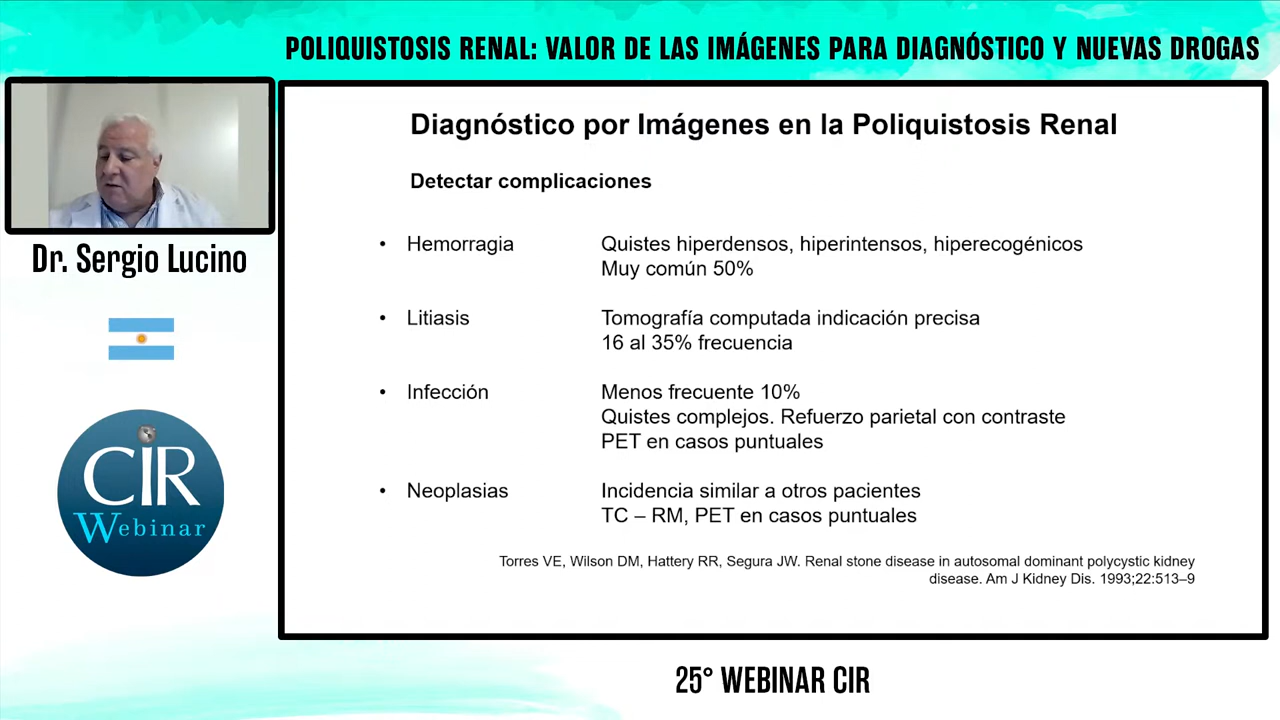 POLIQUISTOSIS RENAL: VALOR DE LAS IMÁGENES PARA DIAGNÓSTICO Y NUEVAS DROGAS
Dr. Sergio Lucino
CIR
Webinar
Diagnóstico por Imágenes en la Poliquistosis Renal
Detectar complicaciones
• Hemorragia Quistes hiperdensos, hiperintensos, hiperecogénicos
Muy común 50%
• Litiasis Tomografía computada indicación precisa
16 al 35% frecuencia
• Infección Menos frecuente 10%
Quistes complejos. Refuerzo parietal con contraste
PET en casos puntuales
• Neoplasias Incidencia similar a otros pacientes
TC – RM, PET en casos puntuales
Torres VE, Wilson DM, Hattery RR, Segura JW. Renal stone disease in autosomal dominant polycystic kidney
disease. Am J Kidney Dis. 1993;22:513–9
25° WEBINAR CIR